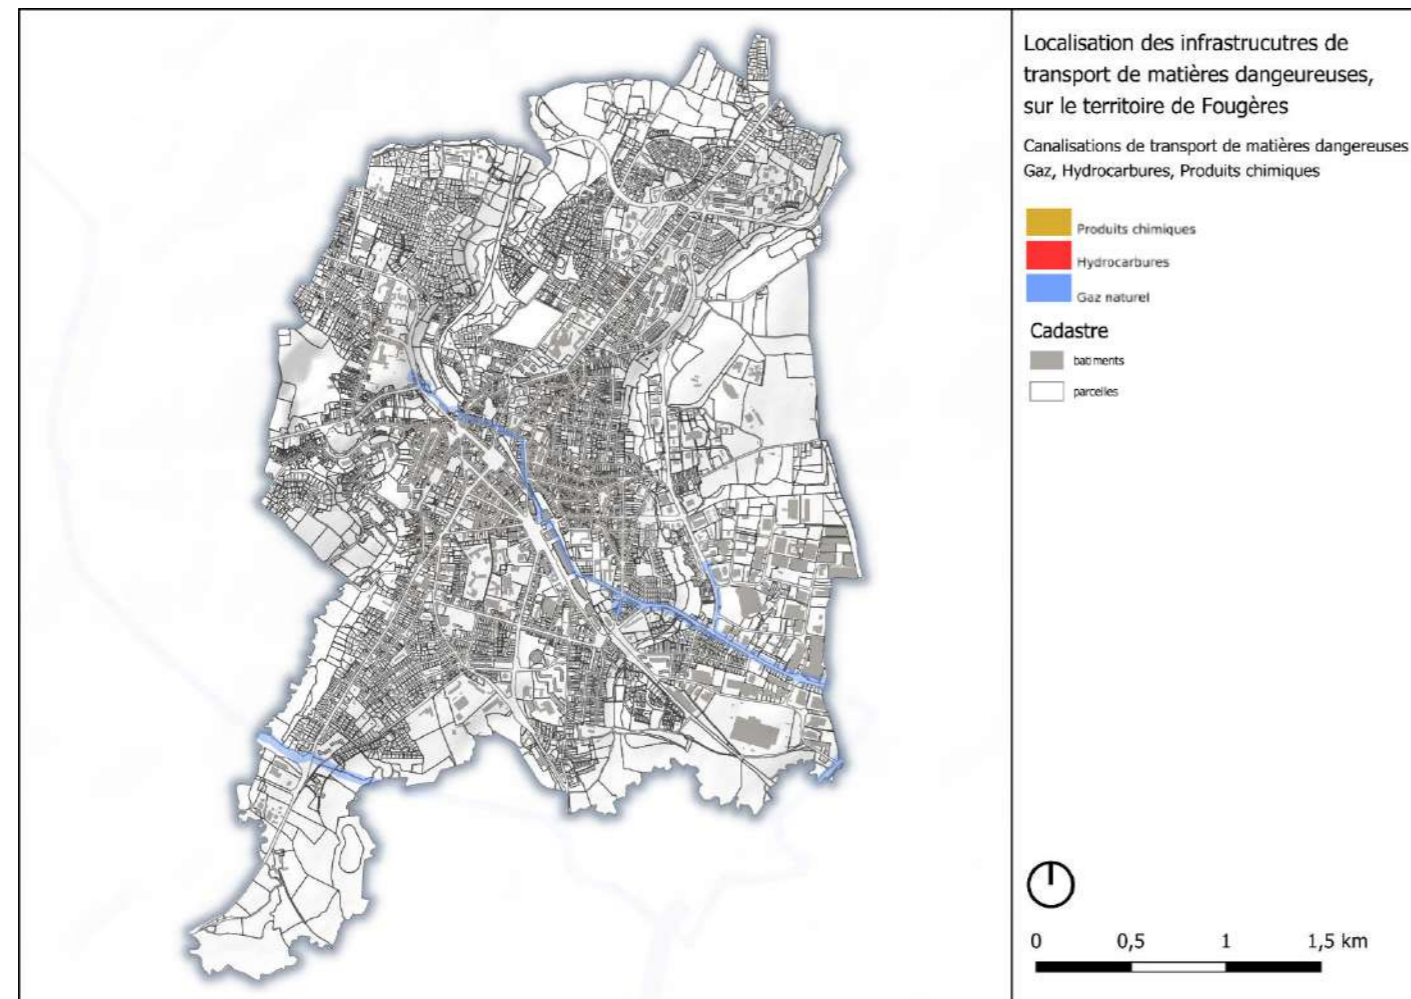 Localisation des infrastrucutres de
transport de matières dangeureuses,
sur le territoire de Fougères
Canalisations de transport de matières dangereuses
Gaz, Hydrocarbures, Produits chimiques
Produits chimiques
Hydrocarbures
Gaz naturel
Cadastre
batiments
parcelles
0 0,5 1 1,5 km